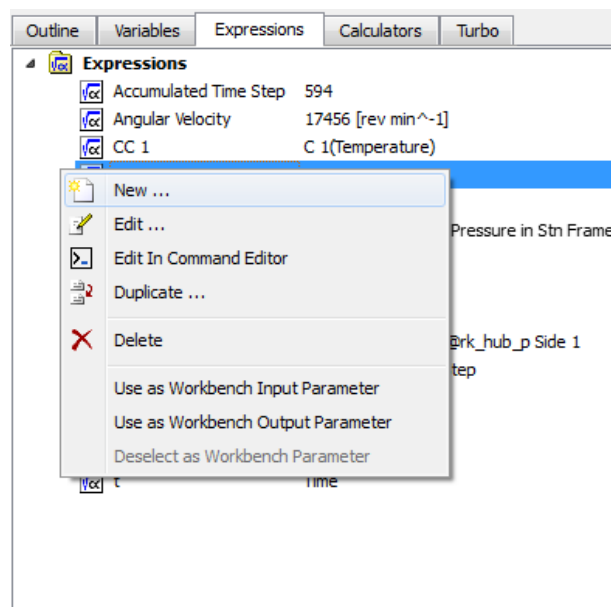 Outline Variables Expressions Calculators Turbo
Expressions
Accumulated Time Step 594
Angular Velocity 17456 [rev min^-1]
CC 1 C 1(Temperature)
New ...
Edit ...
Pressure in Stn Frame
Edit In Command Editor
Duplicate ...
Delete
@rk_hub_p Side 1
tep
Use as Workbench Input Parameter
Use as Workbench Output Parameter
Deselect as Workbench Parameter
t Time